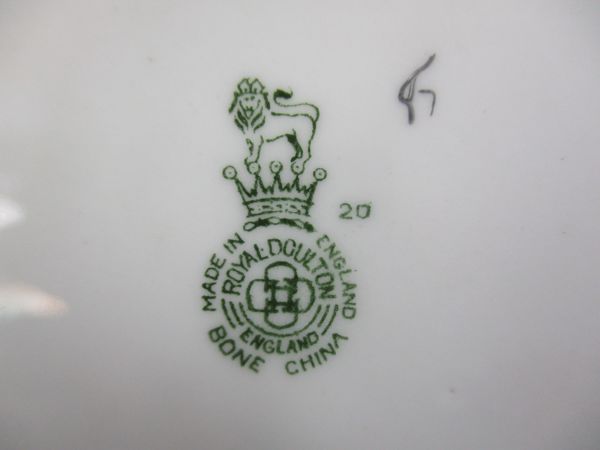 20
MADE IN ENGLAND
ROYAL DOULTON
ENGLAND
BONE CHINA